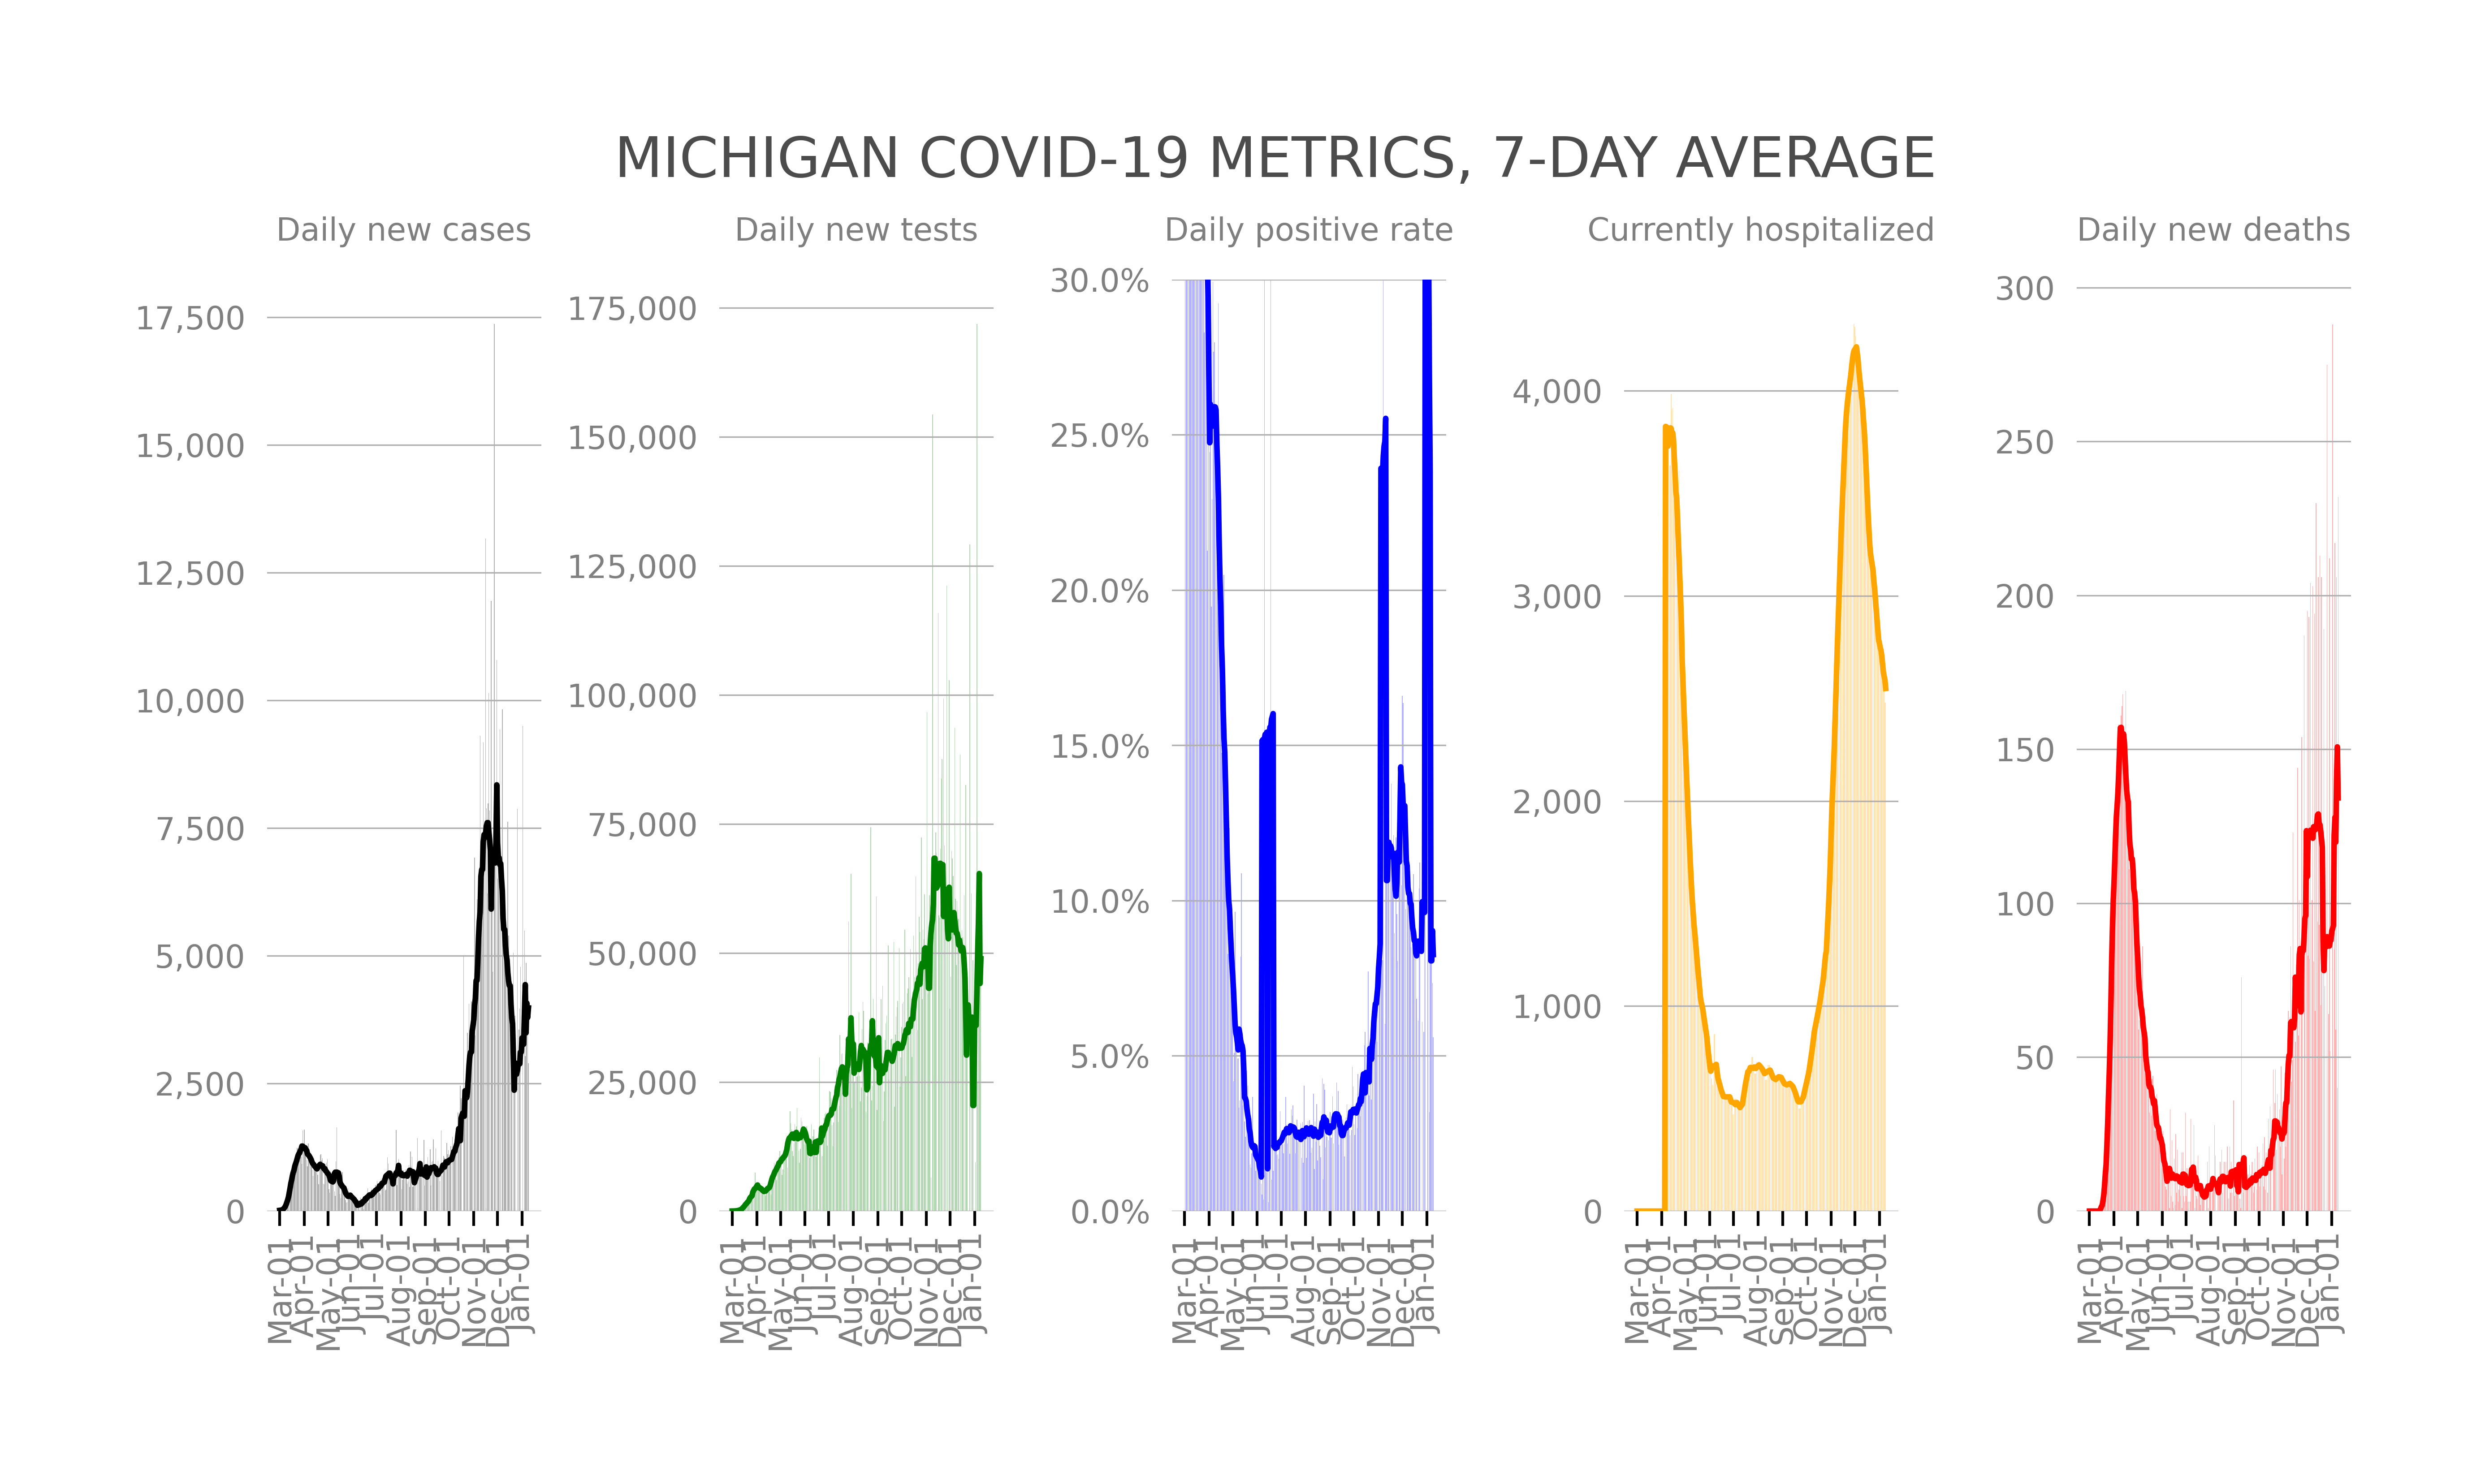 MICHIGAN COVID-19 METRICS, 7-DAY AVERAGE
Daily new cases
17,500
15,000
12,500
10,000
7,500
5,000
2,500
0
Mar-01
Apr-01
May-01
Jun-01
Jul-01
Aug-01
Sep-01
Oct-01
Nov-01
Dec-01
Jan-01
Daily new tests
175,000
150,000
125,000
100,000
75,000
50,000
25,000
0
Mar-01
Apr-01
May-01
Jun-01
Jul-01
Aug-01
Sep-01
Oct-01
Nov-01
Dec-01
Jan-01
Daily positive rate
30.0%
25.0%
20.0%
15.0%
10.0%
5.0%
0.0%
Mar-01
Apr-01
May-01
Jun-01
Jul-01
Aug-01
Sep-01
Oct-01
Nov-01
Dec-01
Jan-01
Currently hospitalized
4,000
3,000
2,000
1,000
0
Mar-01
Apr-01
May-01
Jun-01
Jul-01
Aug-01
Sep-01
Oct-01
Nov-01
Dec-01
Jan-01
Daily new deaths
300
250
200
150
100
50
0
Mar-01
Apr-01
May-01
Jun-01
Jul-01
Aug-01
Sep-01
Oct-01
Nov-01
Dec-01
Jan-01